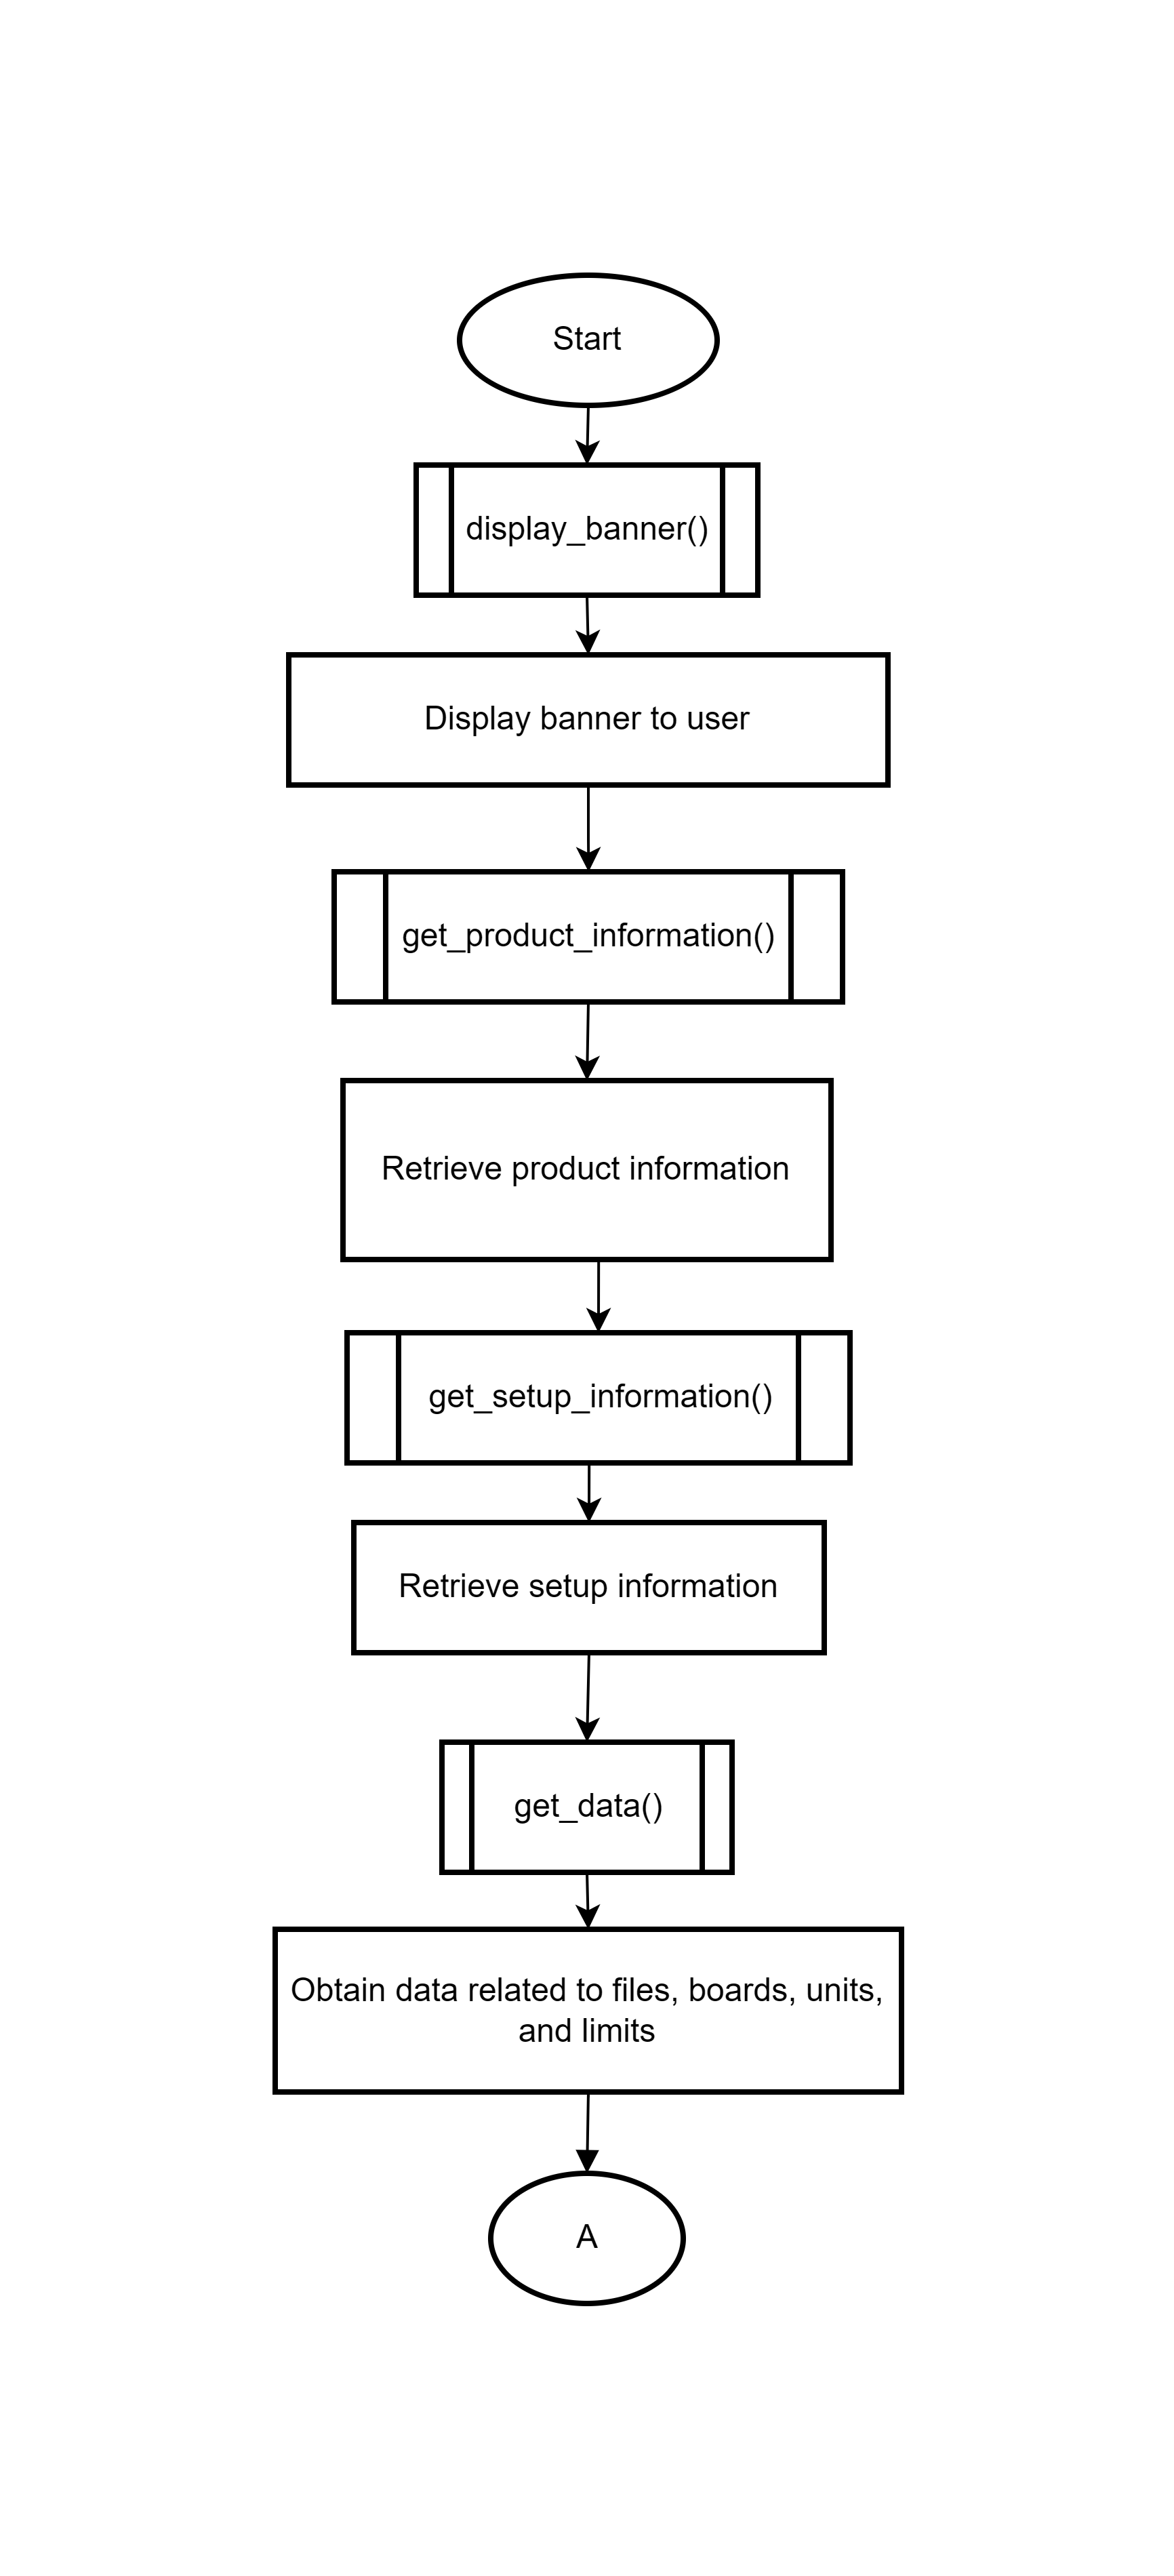 Start
display_banner()
Display banner to user
get_product_information()
Retrieve product information
get_setup_information()
Retrieve setup information
get_data()
Obtain data related to files, boards, units,
and limits
A